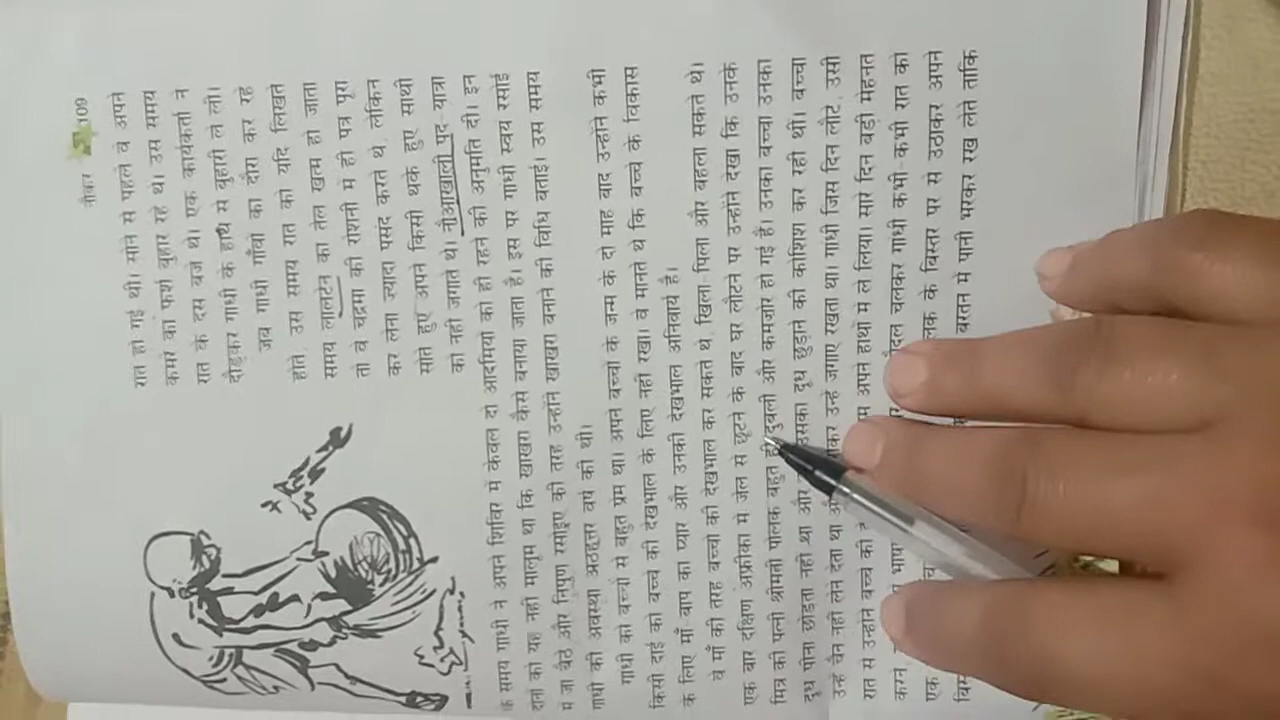 नौकर 109
रात हो गई थी। सोने से पहले वे अपने
कमरे का फर्श बुहार रहे थे। उस समय
रात के दस बजे थे। एक कार्यकर्ता ने
दौड़कर गांधी के हाथ से बुहारी ले ली।
जब गांधी गाँवों का दौरा कर रहे
होते उस समय रात को यदि लिखते
समय लालटेन का तेल खत्म हो जाता
तो वे चंद्रमा की रोशनी में ही पत्र पूरा
कर लेना ज्यादा पसंद करते थे, लेकिन
सोते हुए अपने किसी थके हुए साथी
को नहीं जगाते थे। नौआखाली पद-यात्रा
के समय गांधी ने अपने शिविर में केवल दो आदमियों को ही रहने की अनुमति दी। इन
दोनों को यह नहीं मालूम था कि खाखरा कैसे बनाया जाता है। इस पर गांधी स्वयं रसोई
में जा बैठे और निपुण रसोइए की तरह उन्होंने खाखरा बनाने की विधि बताई। उस समय
गांधी की अवस्था अठहत्तर वर्ष की थी।
गांधी को बच्चों से बहुत प्रेम था। अपने बच्चों के जन्म के दो माह बाद उन्होंने कभी
किसी दाई को बच्चे की देखभाल के लिए नहीं रखा। वे मानते थे कि बच्चे के विकास
के लिए माँ-बाप का प्यार और उनकी देखभाल अनिवार्य है।
वे माँ की तरह बच्चों की देखभाल कर सकते थे, खिला-पिला और बहला सकते थे।
एक बार दक्षिण अफ्रीका में जेल से छूटने के बाद घर लौटने पर उन्होंने देखा कि उनके
मित्र की पत्नी श्रीमती पोलक बहुत ही दुबली और कमजोर हो गई हैं। उनका बच्चा उनका
दूध पीना छोड़ता नहीं था और उसका दूध छुड़ाने की कोशिश कर रही थीं। बच्चा
उन्हें चैन नहीं लेने देता था और कर उन्हें जगाए रखता था। गांधी जिस दिन लौटे, उसी
रात से उन्होंने बच्चे की अपने हाथों में ले लिया। सारे दिन बड़ी मेहनत
करने, पैदल चलकर गांधी कभी-कभी रात को
एक के बिस्तर पर से उठाकर अपने
बरतन में पानी भरकर रख लेते ताकि